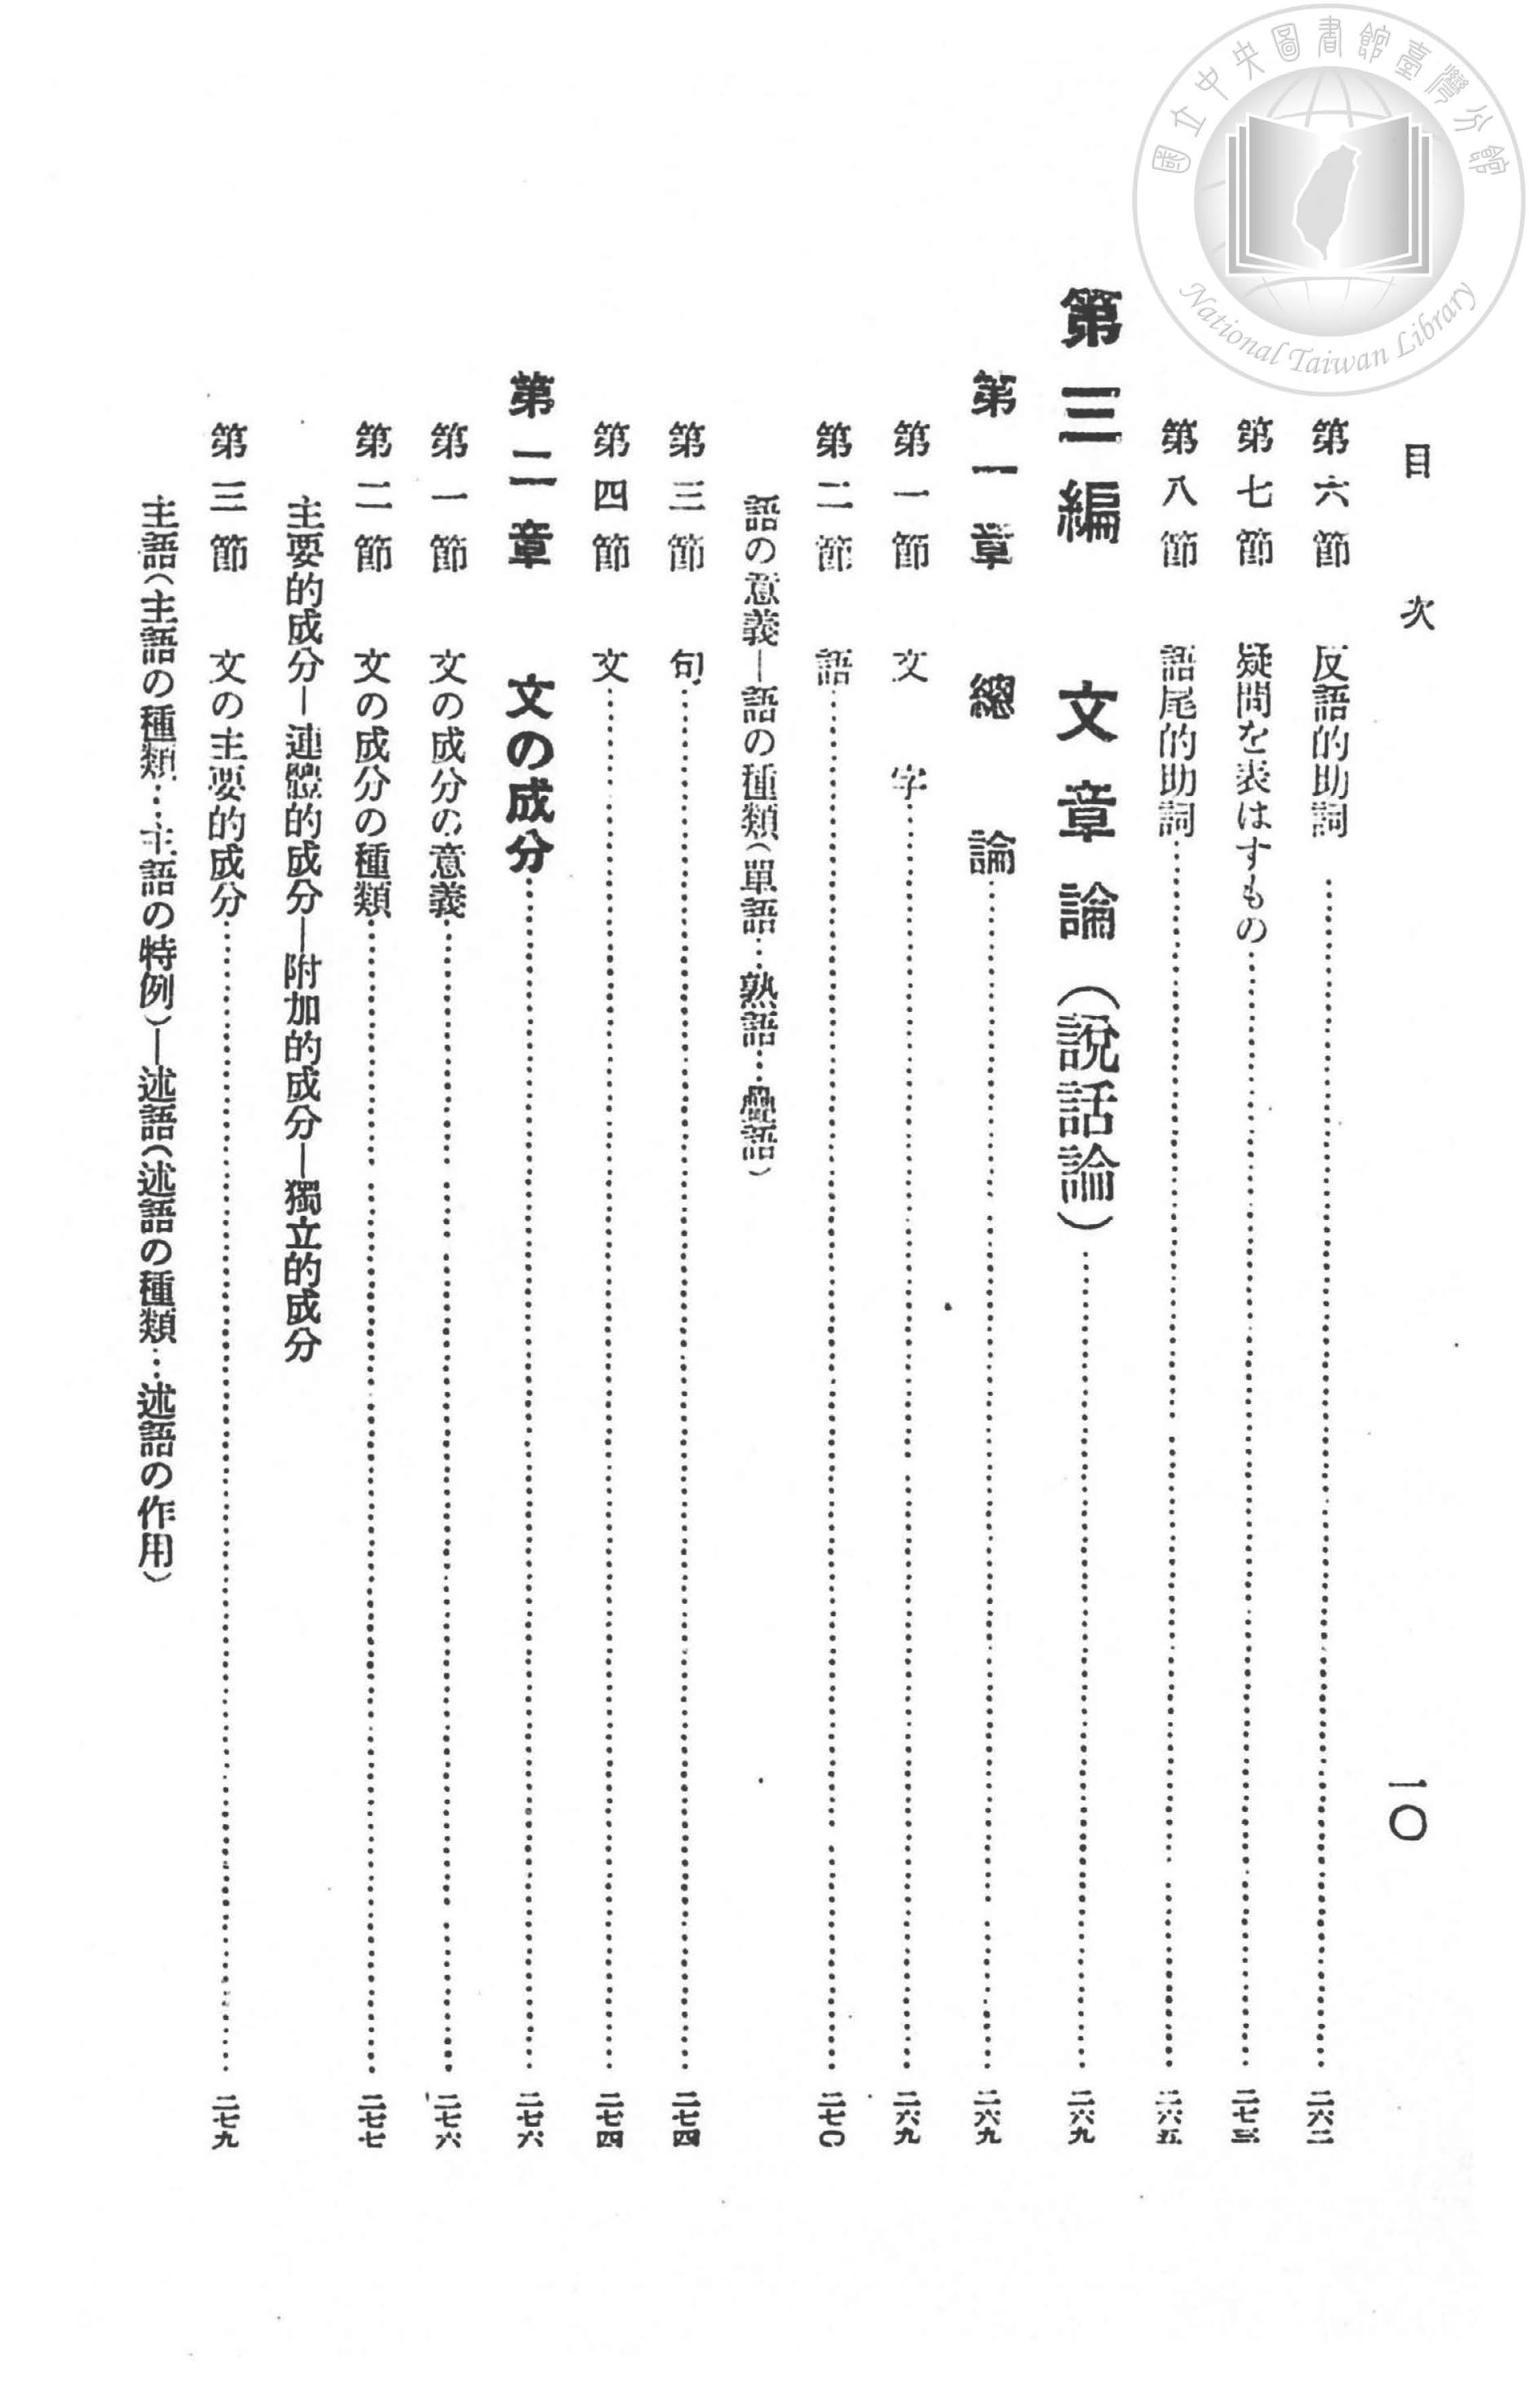 國立中央圖書館臺灣分館
National Taiwan Library
目次
一〇
第六節 反語的助詞……二六二
第七節 疑問を表はすもの……二七三
第八節 語尾的助詞……二六五
第三編 文章論（說話論）……二六九
第一章 總論……二六九
第一節 文字……二六九
第二節 語……二七〇
語の意義―語の種類（單語…熟語…疊語）
第三節 句……二七四
第四節 文……二七四
第二章 文の成分……二七六
第一節 文の成分の意義……二七六
第二節 文の成分の種類……二七七
主要的成分―連體的成分―附加的成分―獨立的成分
第三節 文の主要的成分……二七九
主語（主語の種類…主語の特例）―述語（述語の種類…述語の作用）